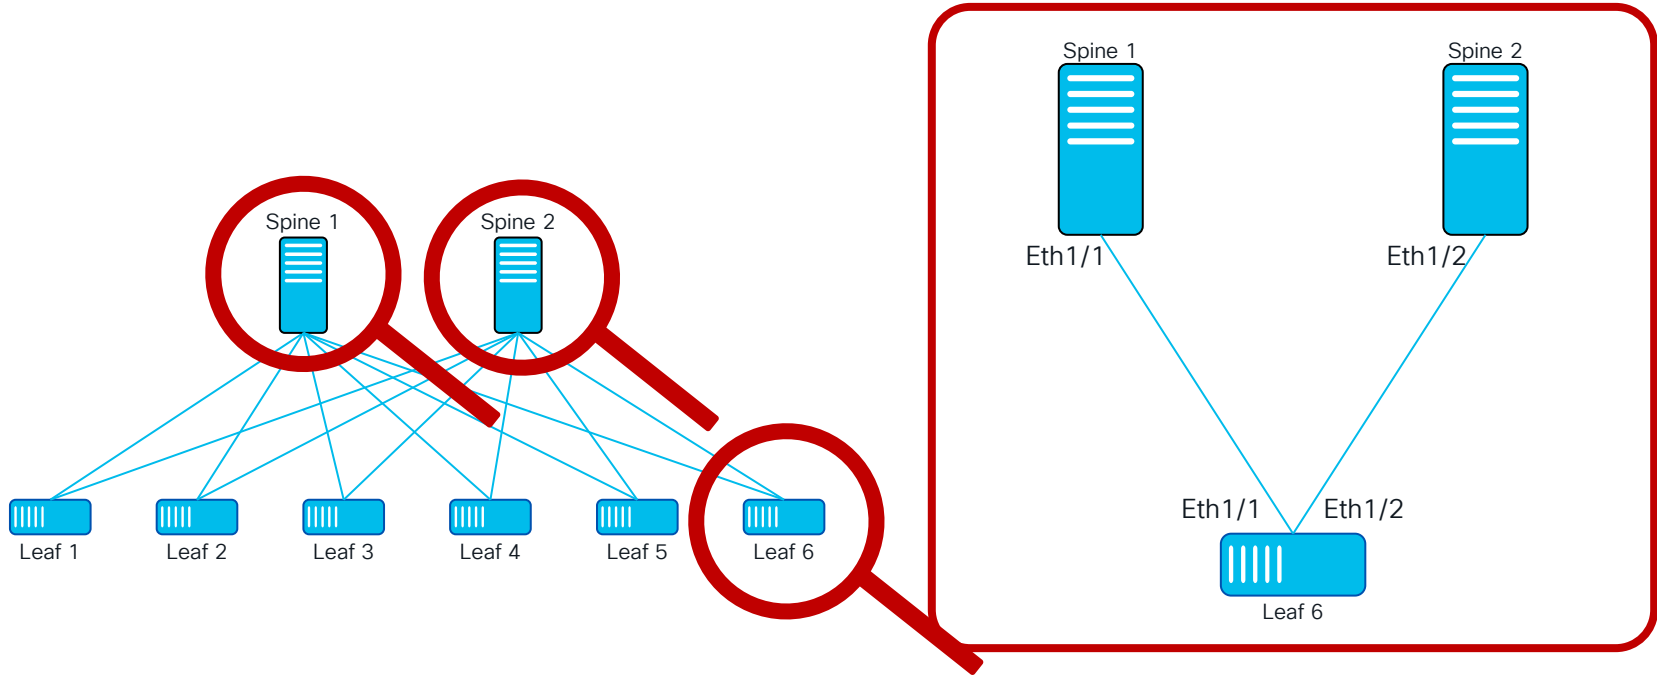 Spine 1
Spine 2
Leaf 1
Leaf 2
Leaf 3
Leaf 4
Leaf 5
Leaf 6
Spine 1
Spine 2
Eth1/1
Eth1/2
Eth1/1
Eth1/2
Leaf 6